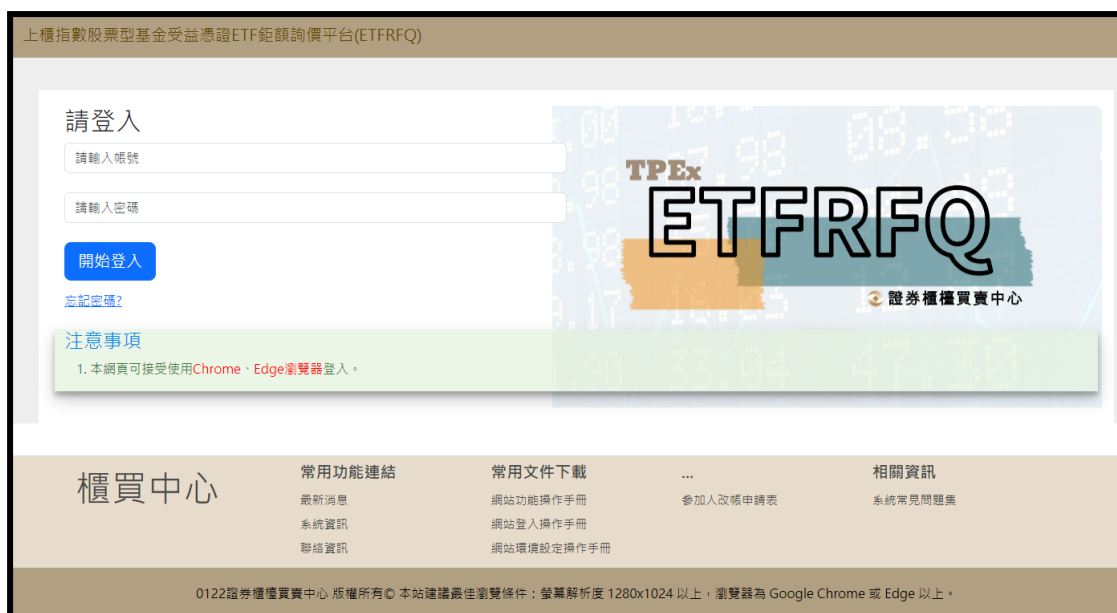 上櫃指數股票型基金受益憑證ETF鉅額詢價平台(ETFRFQ)
請登入
請輸入帳號
請輸入密碼
開始登入
忘記密碼?
TPEx
ETFRFQ
證券櫃檯買賣中心
注意事項
1. 本網頁可接受使用Chrome、Edge瀏覽器登入。
櫃買中心
常用功能連結
最新消息
系統資訊
聯絡資訊
常用文件下載
網站功能操作手冊
網站登入操作手冊
網站環境設定操作手冊
...
參加人改帳申請表
相關資訊
系統常見問題集
0122證券櫃檯買賣中心 版權所有© 本站建議最佳瀏覽條件：螢幕解析度 1280x1024 以上，瀏覽器為 Google Chrome 或 Edge 以上。